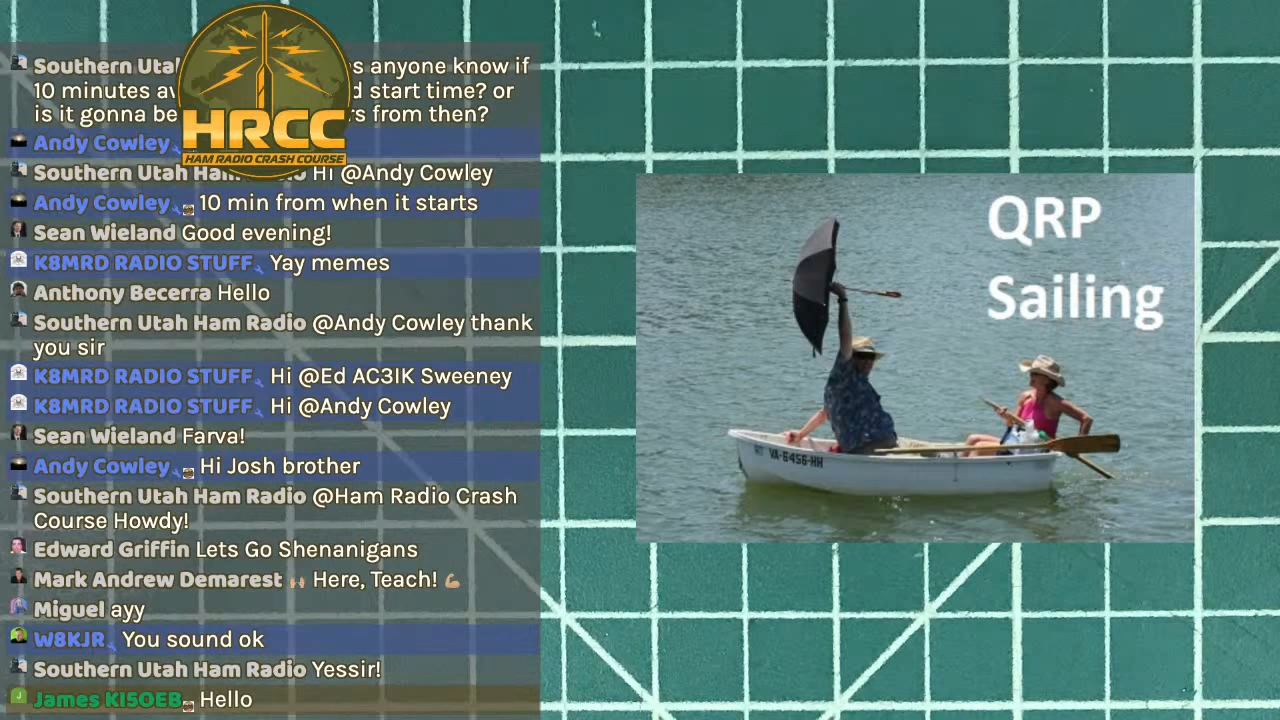 Southern Utah
s anyone know if
10 minutes
d start time? or
is it gonna be
rs from then?
HRCC
HAM RADIO CRASH COURSE
Andy Cowley
Southern Utah Ham Hi @Andy Cowley
Andy Cowley 10 min from when it starts
Sean Wieland Good evening!
K8MRD RADIO STUFF Yay memes
Anthony Becerra Hello
Southern Utah Ham Radio @Andy Cowley thank
you sir
K8MRD RADIO STUFF Hi @Ed AC3IK Sweeney
K8MRD RADIO STUFF Hi @Andy Cowley
Sean Wieland Farva!
Andy Cowley Hi Josh brother
Southern Utah Ham Radio @Ham Radio Crash
Course Howdy!
Edward Griffin Lets Go Shenanigans
Mark Andrew Demarest 🙌🏽 Here, Teach! 💪🏽
Miguel ayy
W8KJR You sound ok
Southern Utah Ham Radio Yessir!
J
James KI5OEB Hello
QRP
Sailing
VA-6456-HH